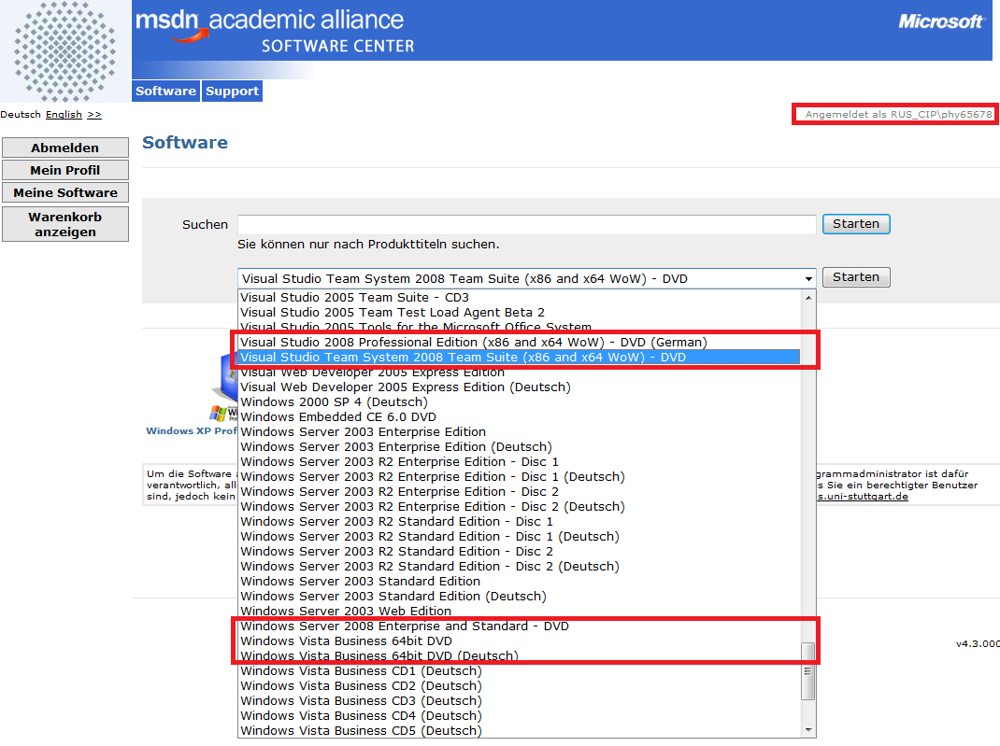 msdn academic alliance
SOFTWARE CENTER
Microsoft
Software Support
Deutsch English >>
Angemeldet als RUS_CIP\phy65678
Abmelden
Mein Profil
Meine Software
Warenkorb
anzeigen
Software
Suchen
Starten
Sie können nur nach Produkttiteln suchen.
Visual Studio Team System 2008 Team Suite (x86 and x64 WoW) - DVD
Starten
Visual Studio 2005 Team Suite - CD3
Visual Studio 2005 Team Test Load Agent Beta 2
Visual Studio 2005 Tools for the Microsoft Office System
Visual Studio 2008 Professional Edition (x86 and x64 WoW) - DVD (German)
Visual Studio Team System 2008 Team Suite (x86 and x64 WoW) - DVD
Visual Web Developer 2005 Express Edition
Visual Web Developer 2005 Express Edition (Deutsch)
Windows 2000 SP 4 (Deutsch)
Windows Embedded CE 6.0 DVD
Windows Server 2003 Enterprise Edition
Windows Server 2003 Enterprise Edition (Deutsch)
Windows Server 2003 R2 Enterprise Edition - Disc 1
Windows Server 2003 R2 Enterprise Edition - Disc 1 (Deutsch)
Windows Server 2003 R2 Enterprise Edition - Disc 2
Windows Server 2003 R2 Enterprise Edition - Disc 2 (Deutsch)
Windows Server 2003 R2 Standard Edition - Disc 1
Windows Server 2003 R2 Standard Edition - Disc 1 (Deutsch)
Windows Server 2003 R2 Standard Edition - Disc 2
Windows Server 2003 R2 Standard Edition - Disc 2 (Deutsch)
Windows Server 2003 Standard Edition
Windows Server 2003 Standard Edition (Deutsch)
Windows Server 2003 Web Edition
Windows Server 2008 Enterprise and Standard - DVD
Windows Vista Business 64bit DVD
Windows Vista Business 64bit DVD (Deutsch)
Windows Vista Business CD1 (Deutsch)
Windows Vista Business CD2 (Deutsch)
Windows Vista Business CD3 (Deutsch)
Windows Vista Business CD4 (Deutsch)
Windows Vista Business CD5 (Deutsch)
Windows XP Prof
Um die Software
verantwortlich, all
sind, jedoch kein
grammadministrator ist dafür
s Sie ein berechtigter Benutzer
s.uni-stuttgart.de
v4.3.000